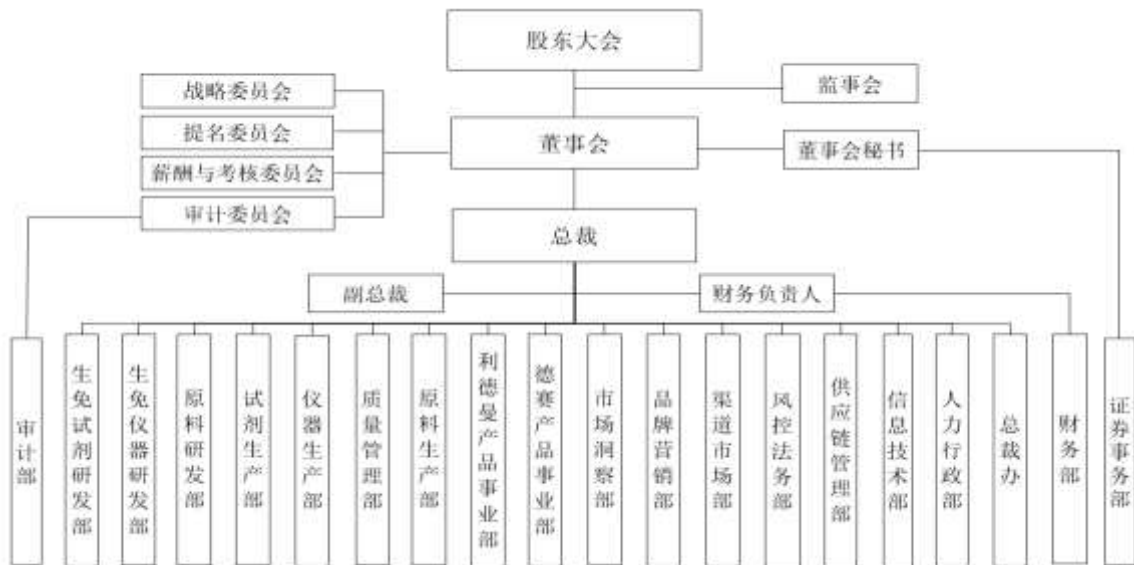 股东大会
监事会
战略委员会
提名委员会
董事会
董事会秘书
薪酬与考核委员会
审计委员会
总裁
副总裁
财务负责人
审计部
生免试剂研发部
生免仪器研发部
原料研发部
试剂生产部
仪器生产部
质量管理部
原料生产部
利德曼产品事业部
德赛产品事业部
市场洞察部
品牌营销部
渠道市场部
风控法务部
供应链管理部
信息技术部
人力行政部
总裁办
财务部
证券事务部